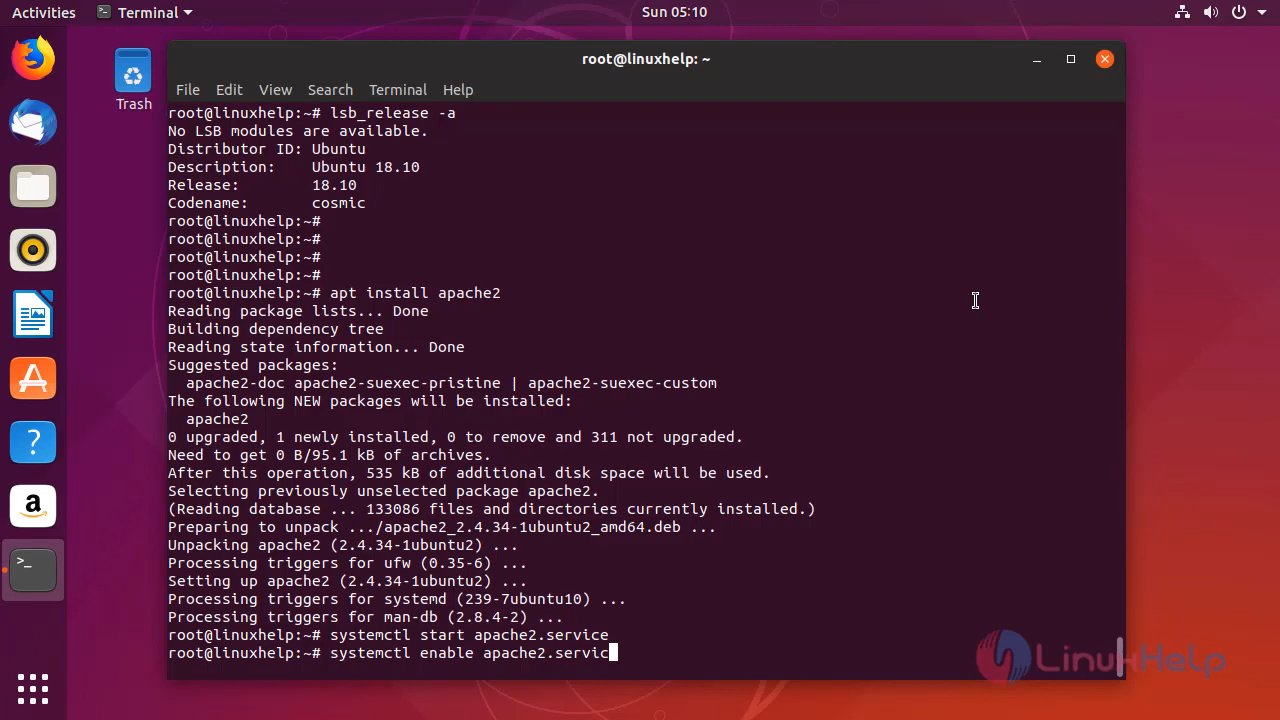 Activities Terminal Sun 05:10
root@linuxhelp: ~
Trash
File Edit View Search Terminal Help
root@linuxhelp:~# lsb_release -a
No LSB modules are available.
Distributor ID: Ubuntu
Description:    Ubuntu 18.10
Release:        18.10
Codename:       cosmic
root@linuxhelp:~#
root@linuxhelp:~#
root@linuxhelp:~#
root@linuxhelp:~#
root@linuxhelp:~# apt install apache2
Reading package lists... Done
Building dependency tree
Reading state information... Done
Suggested packages:
  apache2-doc apache2-suexec-pristine | apache2-suexec-custom
The following NEW packages will be installed:
  apache2
0 upgraded, 1 newly installed, 0 to remove and 311 not upgraded.
Need to get 0 B/95.1 kB of archives.
After this operation, 535 kB of additional disk space will be used.
Selecting previously unselected package apache2.
(Reading database ... 133086 files and directories currently installed.)
Preparing to unpack .../apache2_2.4.34-1ubuntu2_amd64.deb ...
Unpacking apache2 (2.4.34-1ubuntu2) ...
Processing triggers for ufw (0.35-6) ...
Setting up apache2 (2.4.34-1ubuntu2) ...
Processing triggers for systemd (239-7ubuntu10) ...
Processing triggers for man-db (2.8.4-2) ...
root@linuxhelp:~# systemctl start apache2.service
root@linuxhelp:~# systemctl enable apache2.servic
LinuxHelp